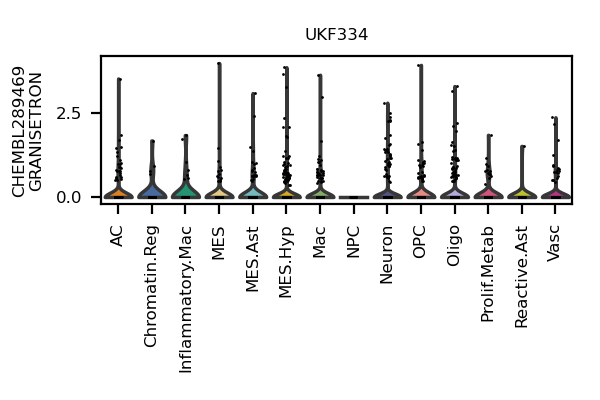 UKF334
CHEMBL289469
GRANISETRON
2.5
0.0
AC
Chromatin.Reg
Inflammatory.Mac
MES
MES.Ast
MES.Hyp
Mac
NPC
Neuron
OPC
Oligo
Prolif.Metab
Reactive.Ast
Vasc